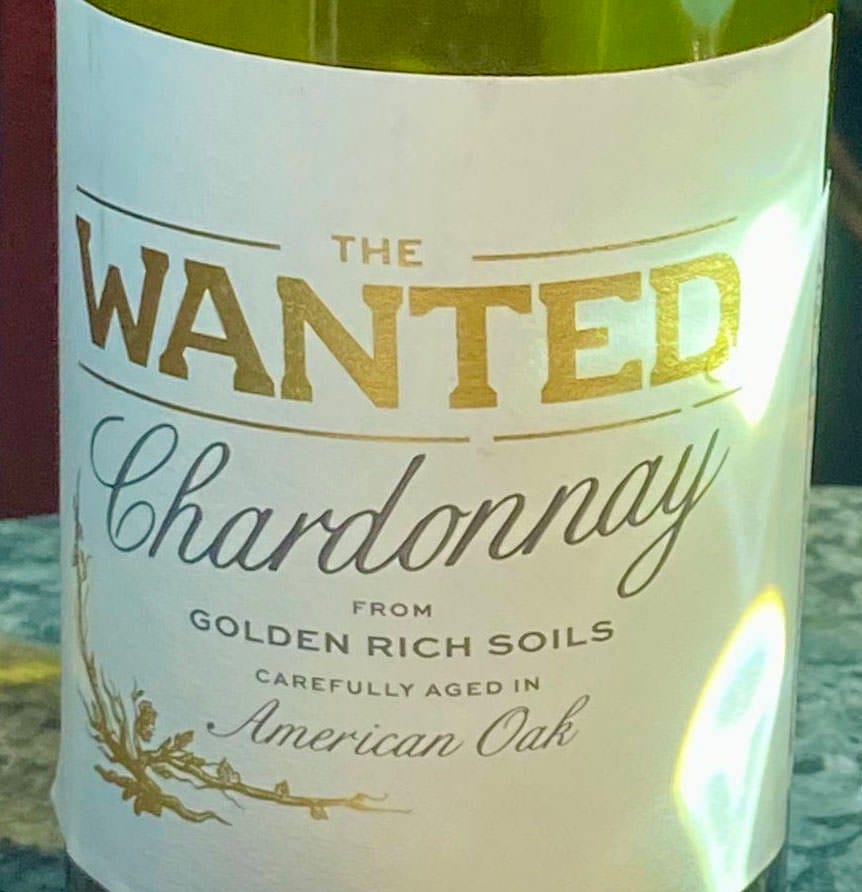 THE
WANTED
Chardonnay
FROM
GOLDEN RICH SOILS
CAREFULLY AGED IN
American Oak